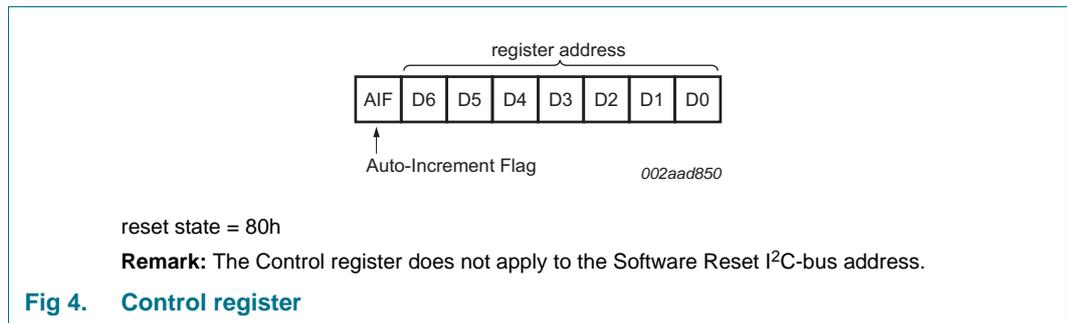 register address
AIF D6 D5 D4 D3 D2 D1 D0
Auto-Increment Flag
002aad850
reset state = 80h
Remark: The Control register does not apply to the Software Reset I²C-bus address.
Fig 4. Control register